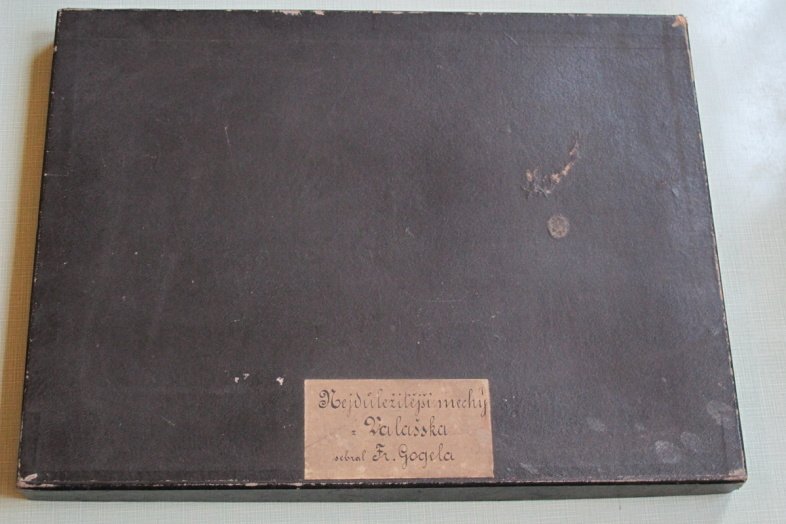 Nejdůležitější mechy
z Valašska
sebral Fr. Gogela